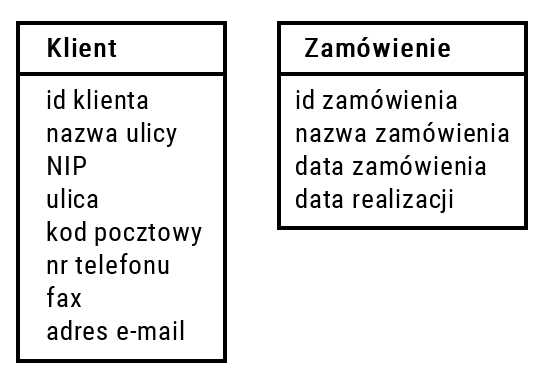 Klient
id klienta
nazwa ulicy
NIP
ulica
kod pocztowy
nr telefonu
fax
adres e-mail
Zamówienie
id zamówienia
nazwa zamówienia
data zamówienia
data realizacji